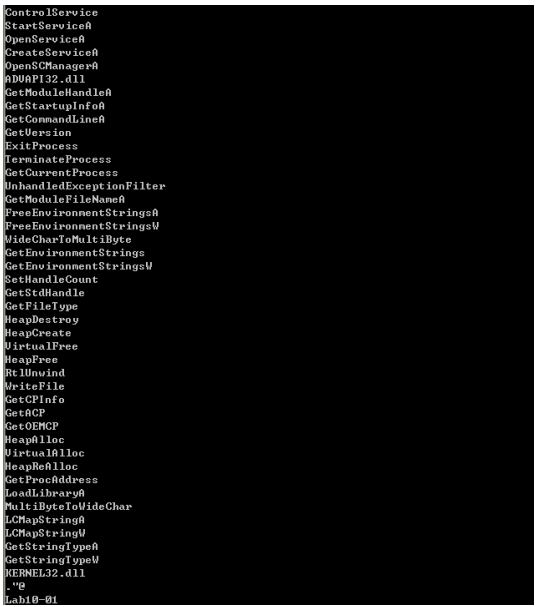 ControlService
StartServiceA
OpenServiceA
CreateServiceA
OpenSCManagerA
ADVAPI32.dll
GetModuleHandleA
GetStartupInfoA
GetCommandLineA
GetVersion
ExitProcess
TerminateProcess
GetCurrentProcess
UnhandledExceptionFilter
GetModuleFileNameA
FreeEnvironmentStringsA
FreeEnvironmentStringsW
WideCharToMultiByte
GetEnvironmentStrings
GetEnvironmentStringsW
SetHandleCount
GetStdHandle
GetFileType
HeapDestroy
HeapCreate
VirtualFree
HeapFree
RtlUnwind
WriteFile
GetCPInfo
GetACP
GetOEMCP
HeapAlloc
VirtualAlloc
HeapReAlloc
GetProcAddress
LoadLibraryA
MultiByteToWideChar
LCMapStringA
LCMapStringW
GetStringTypeA
GetStringTypeW
KERNEL32.dll
."@
Lab10-01